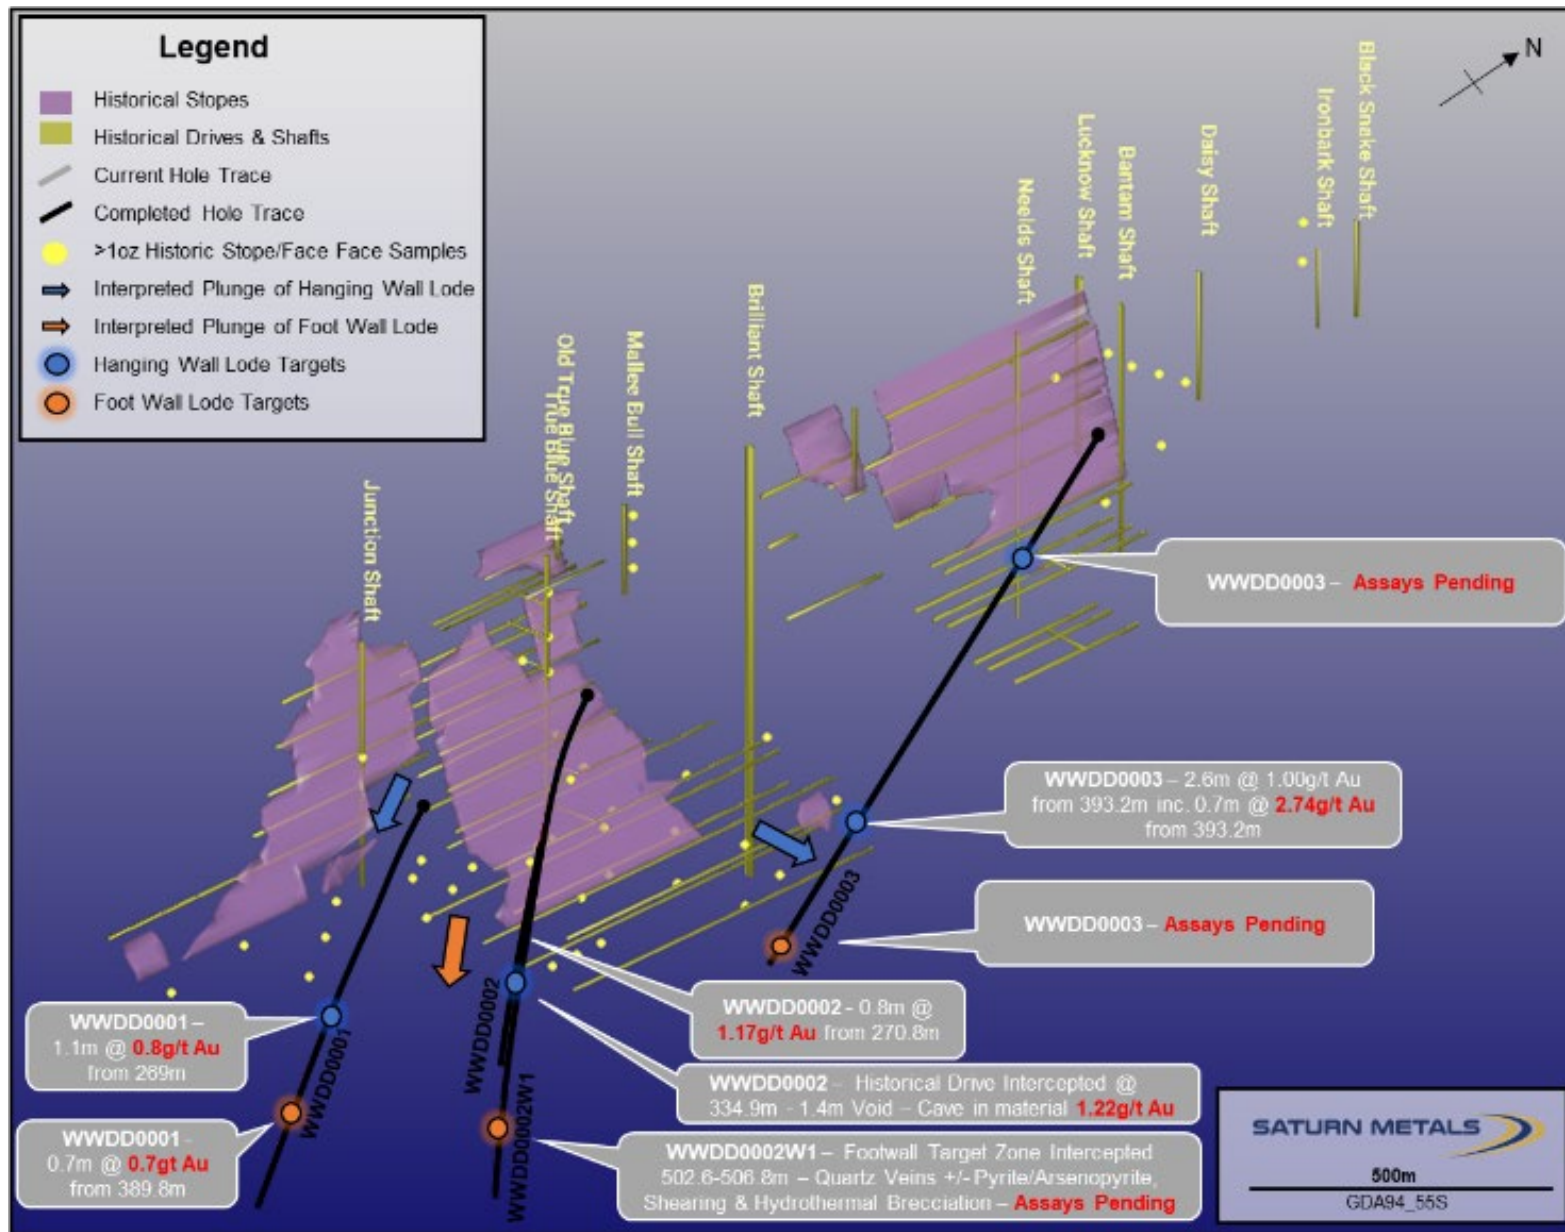 Legend
Historical Stopes
Historical Drives & Shafts
Current Hole Trace
Completed Hole Trace
>1oz Historic Stope/Face Face Samples
Interpreted Plunge of Hanging Wall Lode
Interpreted Plunge of Foot Wall Lode
Hanging Wall Lode Targets
Foot Wall Lode Targets
N
Black Snake Shaft
Ironbark Shaft
Daisy Shaft
Bantam Shaft
Lucknow Shaft
Neelds Shaft
Brilliant Shaft
Mallee Bull Shaft
Old True Blue Shaft
True Blue Shaft
Junction Shaft
WWDD0003 – Assays Pending
WWDD0003 – 2.6m @ 1.00g/t Au
from 393.2m inc. 0.7m @ 2.74g/t Au
from 393.2m
WWDD0003 – Assays Pending
WWDD0003
WWDD0002 - 0.8m @
1.17g/t Au from 270.8m
WWDD0002
WWDD0002 – Historical Drive Intercepted @
334.9m - 1.4m Void – Cave in material 1.22g/t Au
WWDD0002W1
WWDD0002W1 – Footwall Target Zone Intercepted
502.6-506.8m – Quartz Veins +/- Pyrite/Arsenopyrite,
Shearing & Hydrothermal Brecciation – Assays Pending
WWDD0001 –
1.1m @ 0.8g/t Au
from 269m
WWDD0001
WWDD0001 -
0.7m @ 0.7gt Au
from 389.8m
SATURN METALS
500m
GDA94_55S